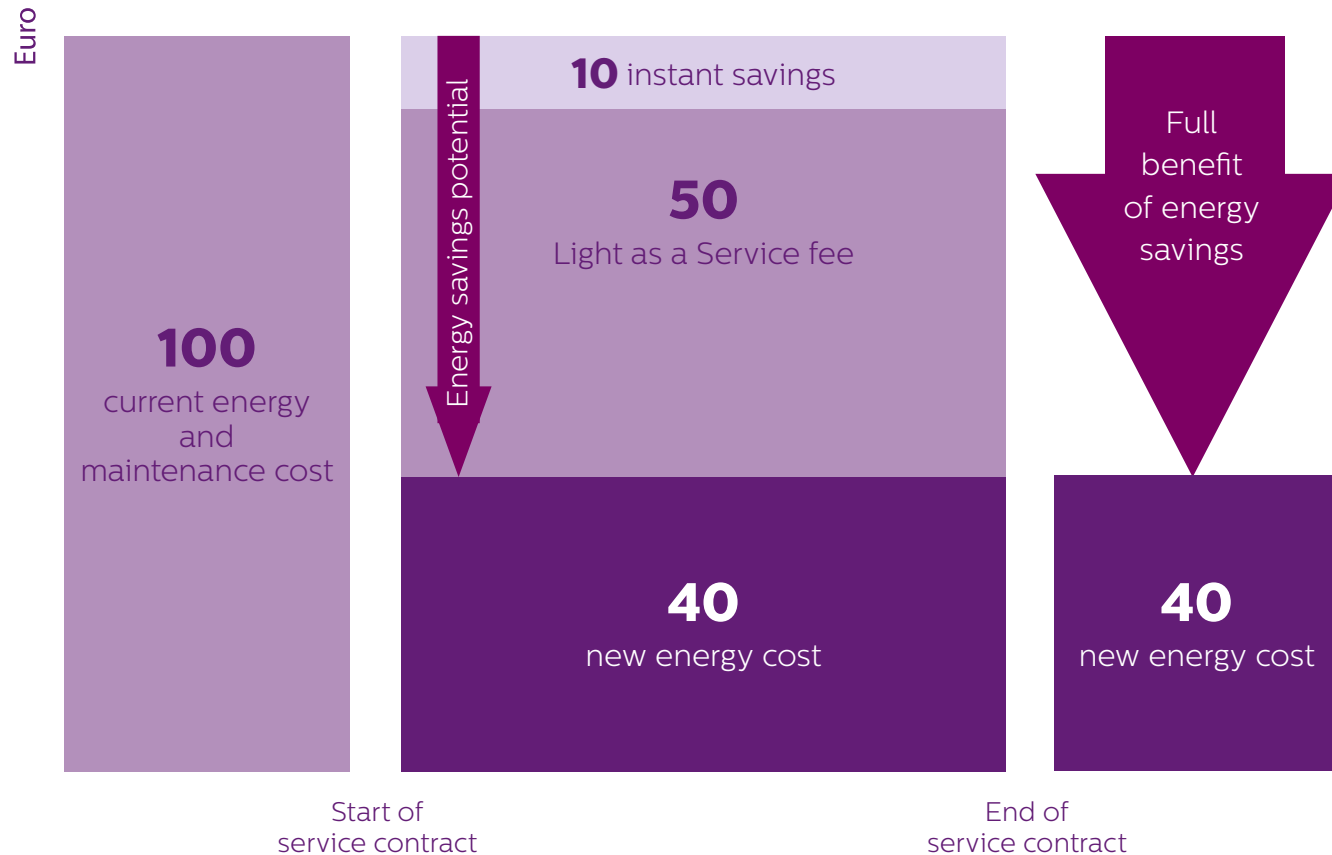 Euro
100
current energy
and
maintenance cost
Energy savings potential
10 instant savings
50
Light as a Service fee
40
new energy cost
Full
benefit
of energy
savings
40
new energy cost
Start of
service contract
End of
service contract